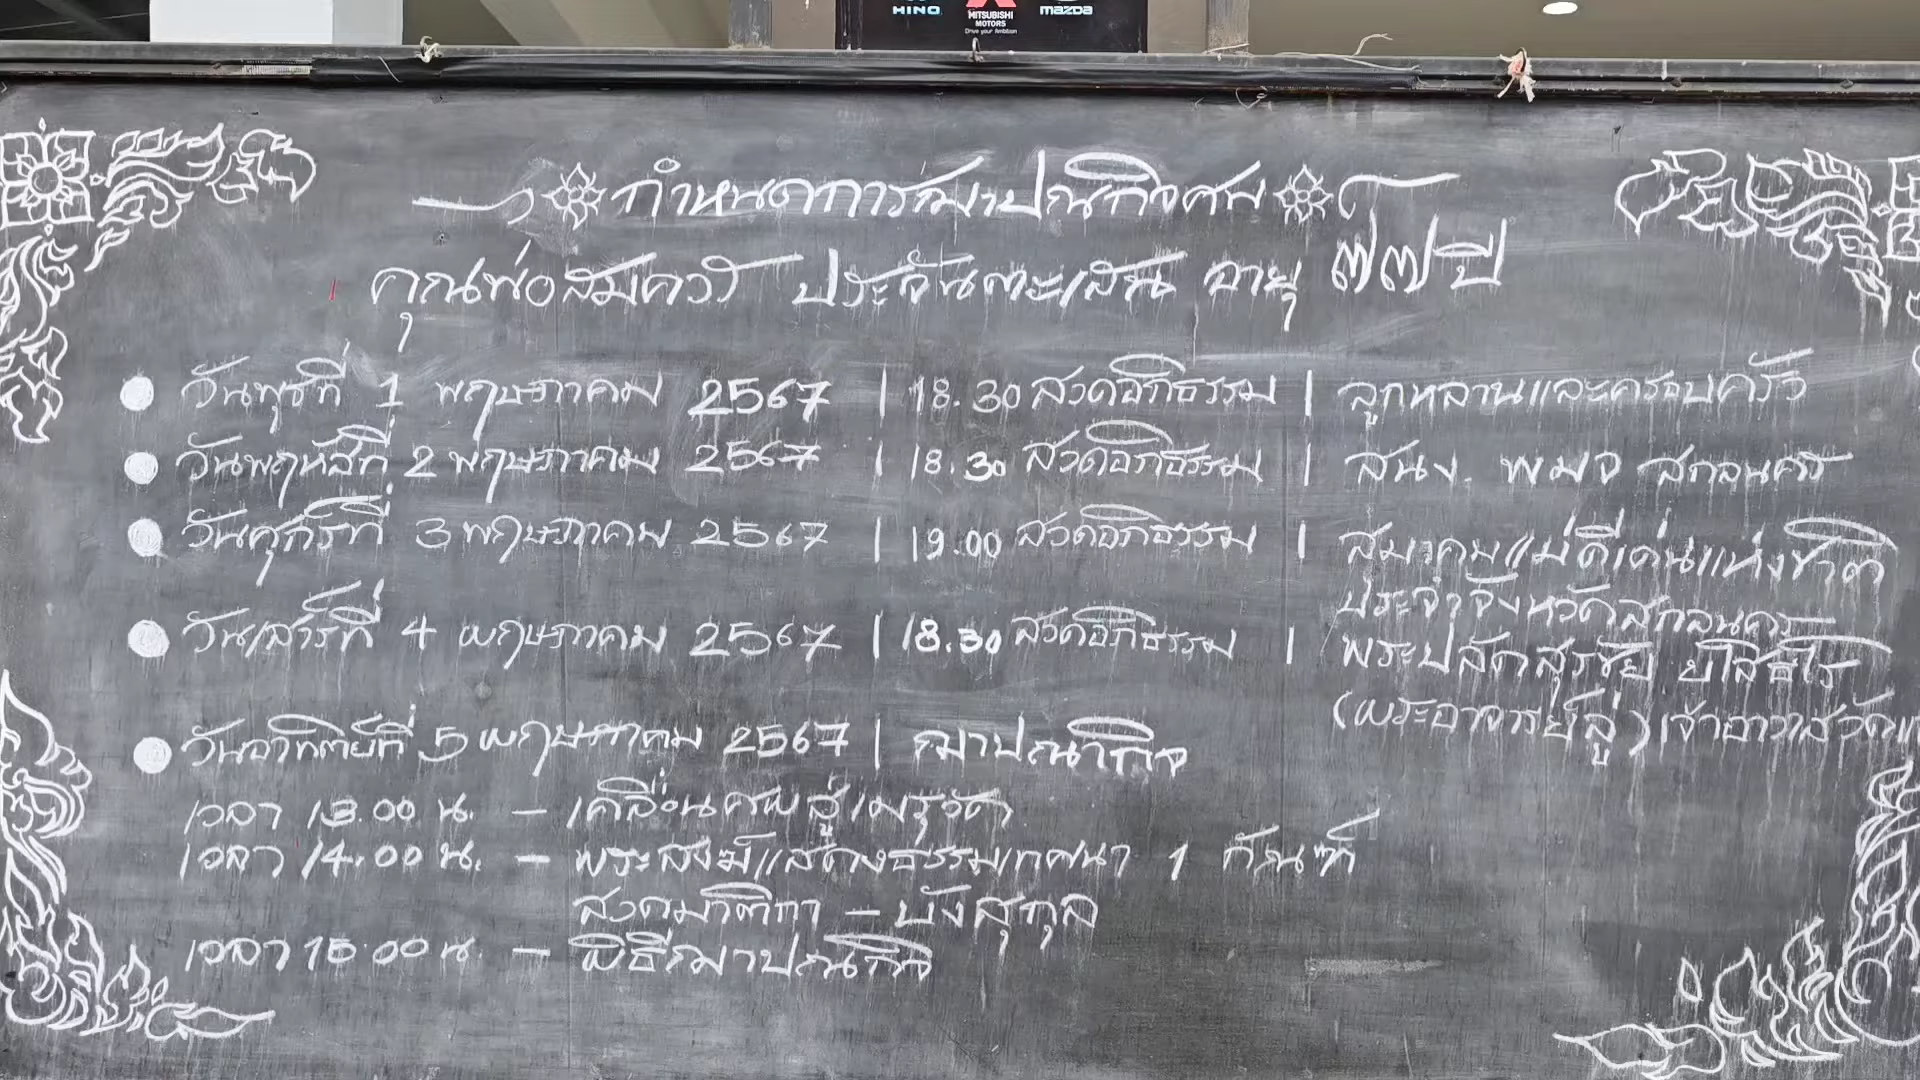 HINO
MITSUBISHI
MOTORS
Drive your Ambition
mazda
กำหนดการฌาปณกิจศพ
คุณพ่อสมควร ประจันตะเสน อายุ ๗๗ ปี
วันพุธที่ 1 พฤษภาคม 2567 | 18.30 สวดอภิธรรม | ลูกหลานและครอบครัว
วันพฤหัสที่ 2 พฤษภาคม 2567 | 18.30 สวดอภิธรรม | สนง. พมจ สกลนคร
วันศุกร์ที่ 3 พฤษภาคม 2567 | 19.00 สวดอภิธรรม | สมาคมแม่ดีเด่นแห่งชาติ
ประจำจังหวัดสกลนคร
วันเสาร์ที่ 4 พฤษภาคม 2567 | 18.30 สวดอภิธรรม | พระปลัดสุรชัย ยโสธโร
(พระอาจารย์ลู่) เจ้าอาวาสวัด
วันอาทิตย์ที่ 5 พฤษภาคม 2567 | ฌาปณากิจ
เวลา 13.00 น. - เคลื่อนศพสู่เมรุวัด
เวลา 14.00 น. - พระสงฆ์แสดงธรรมเทศนา 1 กัณฑ์
สวดมาติกา - บังสุกุล
เวลา 15.00 น. - พิธีฌาปณกิจ